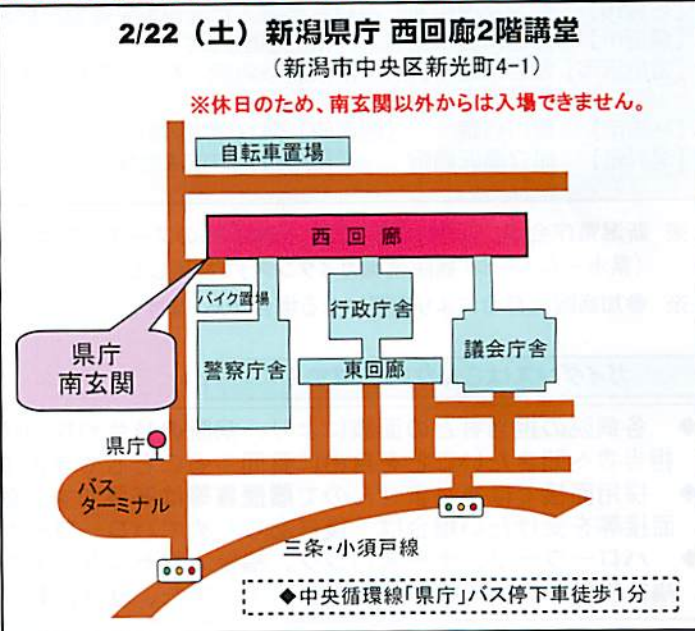 2/22（土）新潟県庁 西回廊2階講堂
（新潟市中央区新光町4-1）
※休日のため、南玄関以外からは入場できません。
自転車置場
西回廊
バイク置場
行政庁舎
議会庁舎
県庁
南玄関
警察庁舎
東回廊
県庁
バス
ターミナル
三条・小須戸線
◆中央循環線「県庁」バス停下車徒歩1分